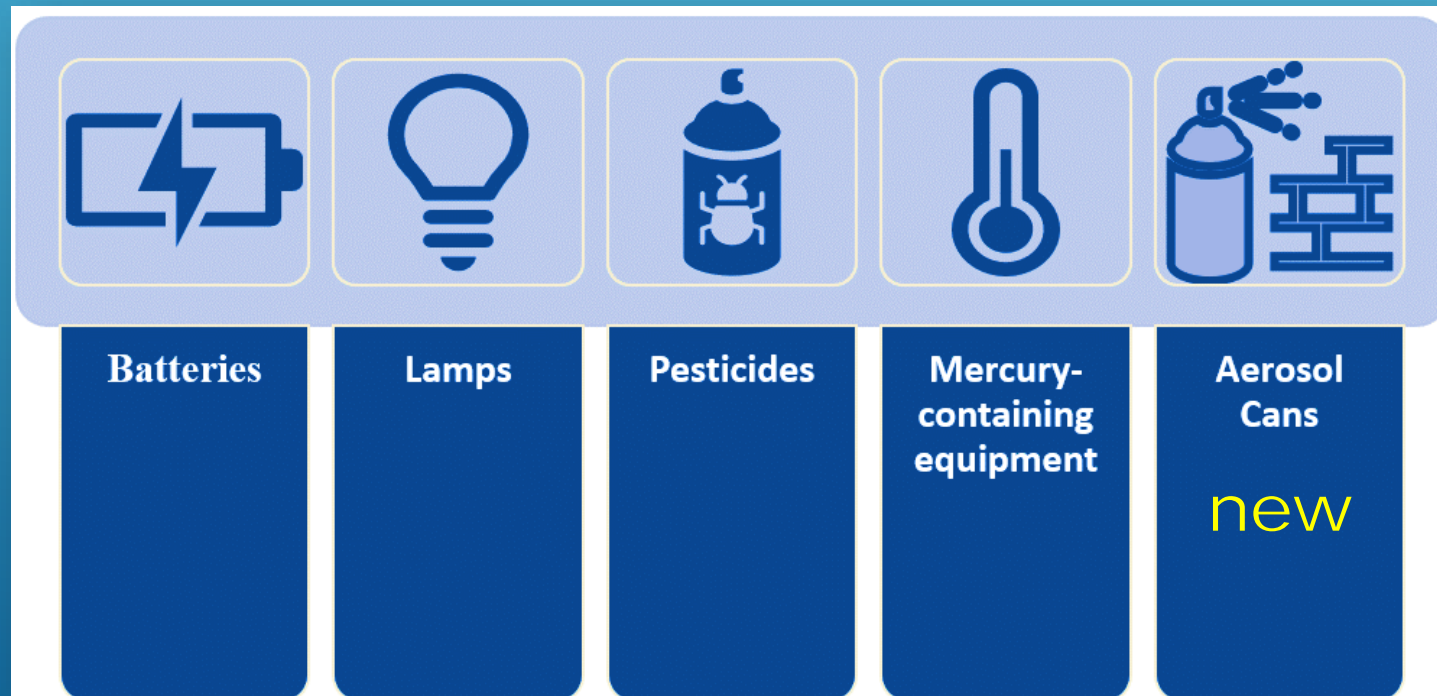 Batteries
Lamps
Pesticides
Mercury-
containing
equipment
Aerosol
Cans
new